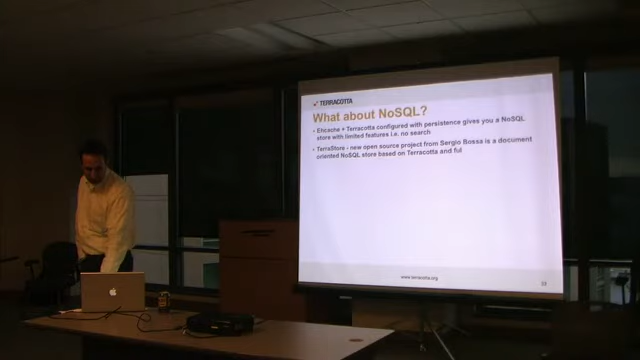 TERRACOTTA
What about NoSQL?
• Ehcache + Terracotta configured with persistence gives you a NoSQL
store with limited features i.e. no search
• TerraStore - new open source project from Sergio Bossa is a document
oriented NoSQL store based on Terracotta and ful
www.terracotta.org